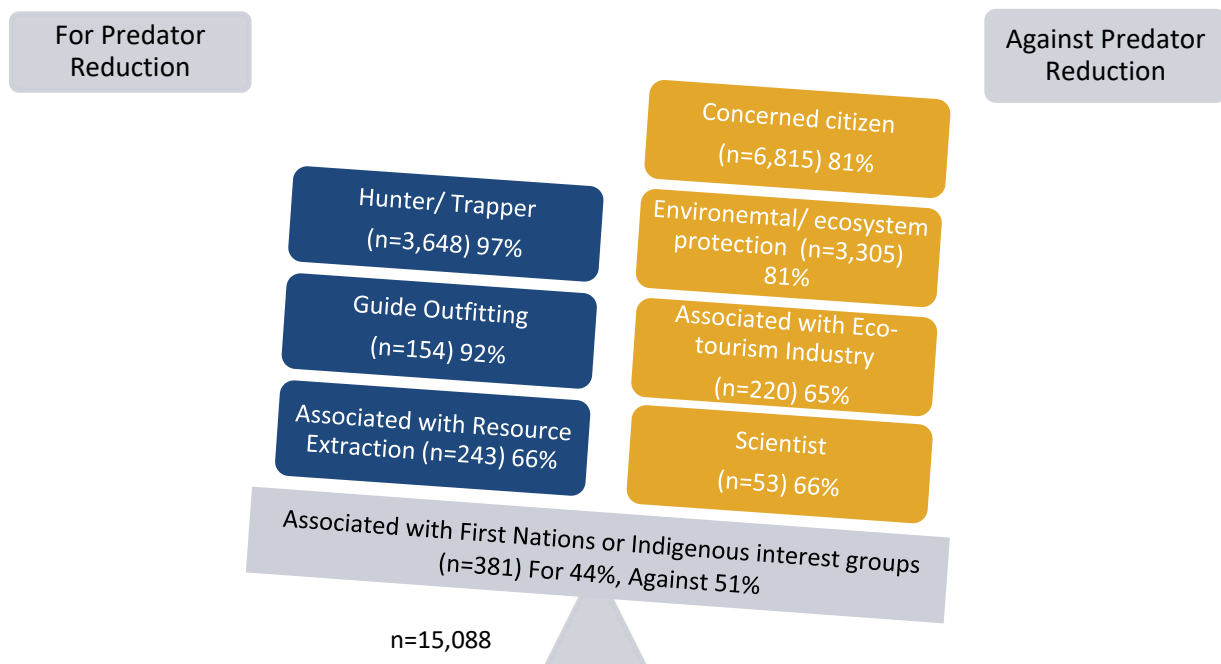 For Predator
Reduction
Against Predator
Reduction
Hunter/ Trapper
(n=3,648) 97%
Guide Outfitting
(n=154) 92%
Associated with Resource
Extraction (n=243) 66%
Concerned citizen
(n=6,815) 81%
Environemtal/ ecosystem
protection (n=3,305)
81%
Associated with Eco-
tourism Industry
(n=220) 65%
Scientist
(n=53) 66%
Associated with First Nations or Indigenous interest groups
(n=381) For 44%, Against 51%
n=15,088